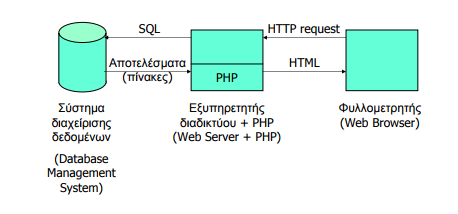 SQL
HTTP request
Αποτελέσματα
(πίνακες)
PHP
HTML
Σύστημα
διαχείρισης
δεδομένων
(Database
Management
System)
Εξυπηρετητής
διαδικτύου + PHP
(Web Server + PHP)
Φυλλομετρητής
(Web Browser)